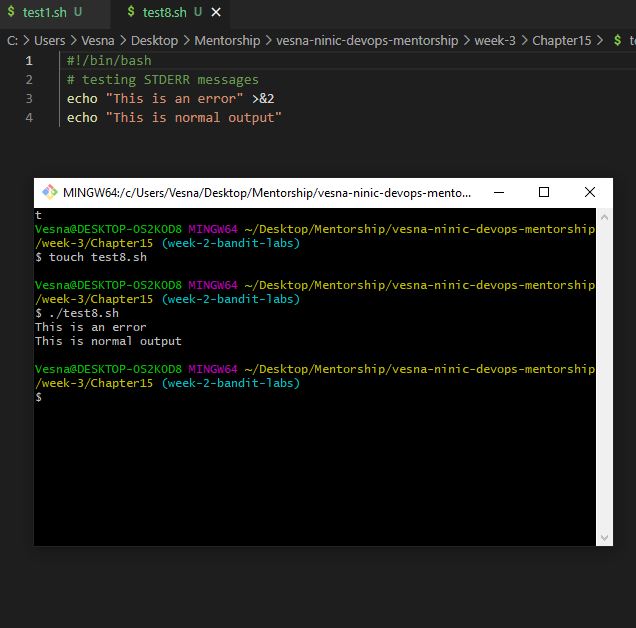 $ test1.sh U $ test8.sh U ✕
C: > Users > Vesna > Desktop > Mentorship > vesna-ninic-devops-mentorship > week-3 > Chapter15 > $
1 #!/bin/bash
2 # testing STDERR messages
3 echo "This is an error" >&2
4 echo "This is normal output"
MINGW64:/c/Users/Vesna/Desktop/Mentorship/vesna-ninic-devops-mento...
t
Vesna@DESKTOP-OS2KOD8 MINGW64 ~/Desktop/Mentorship/vesna-ninic-devops-mentorship
/week-3/Chapter15 (week-2-bandit-labs)
$ touch test8.sh
Vesna@DESKTOP-OS2KOD8 MINGW64 ~/Desktop/Mentorship/vesna-ninic-devops-mentorship
/week-3/Chapter15 (week-2-bandit-labs)
$ ./test8.sh
This is an error
This is normal output
Vesna@DESKTOP-OS2KOD8 MINGW64 ~/Desktop/Mentorship/vesna-ninic-devops-mentorship
/week-3/Chapter15 (week-2-bandit-labs)
$